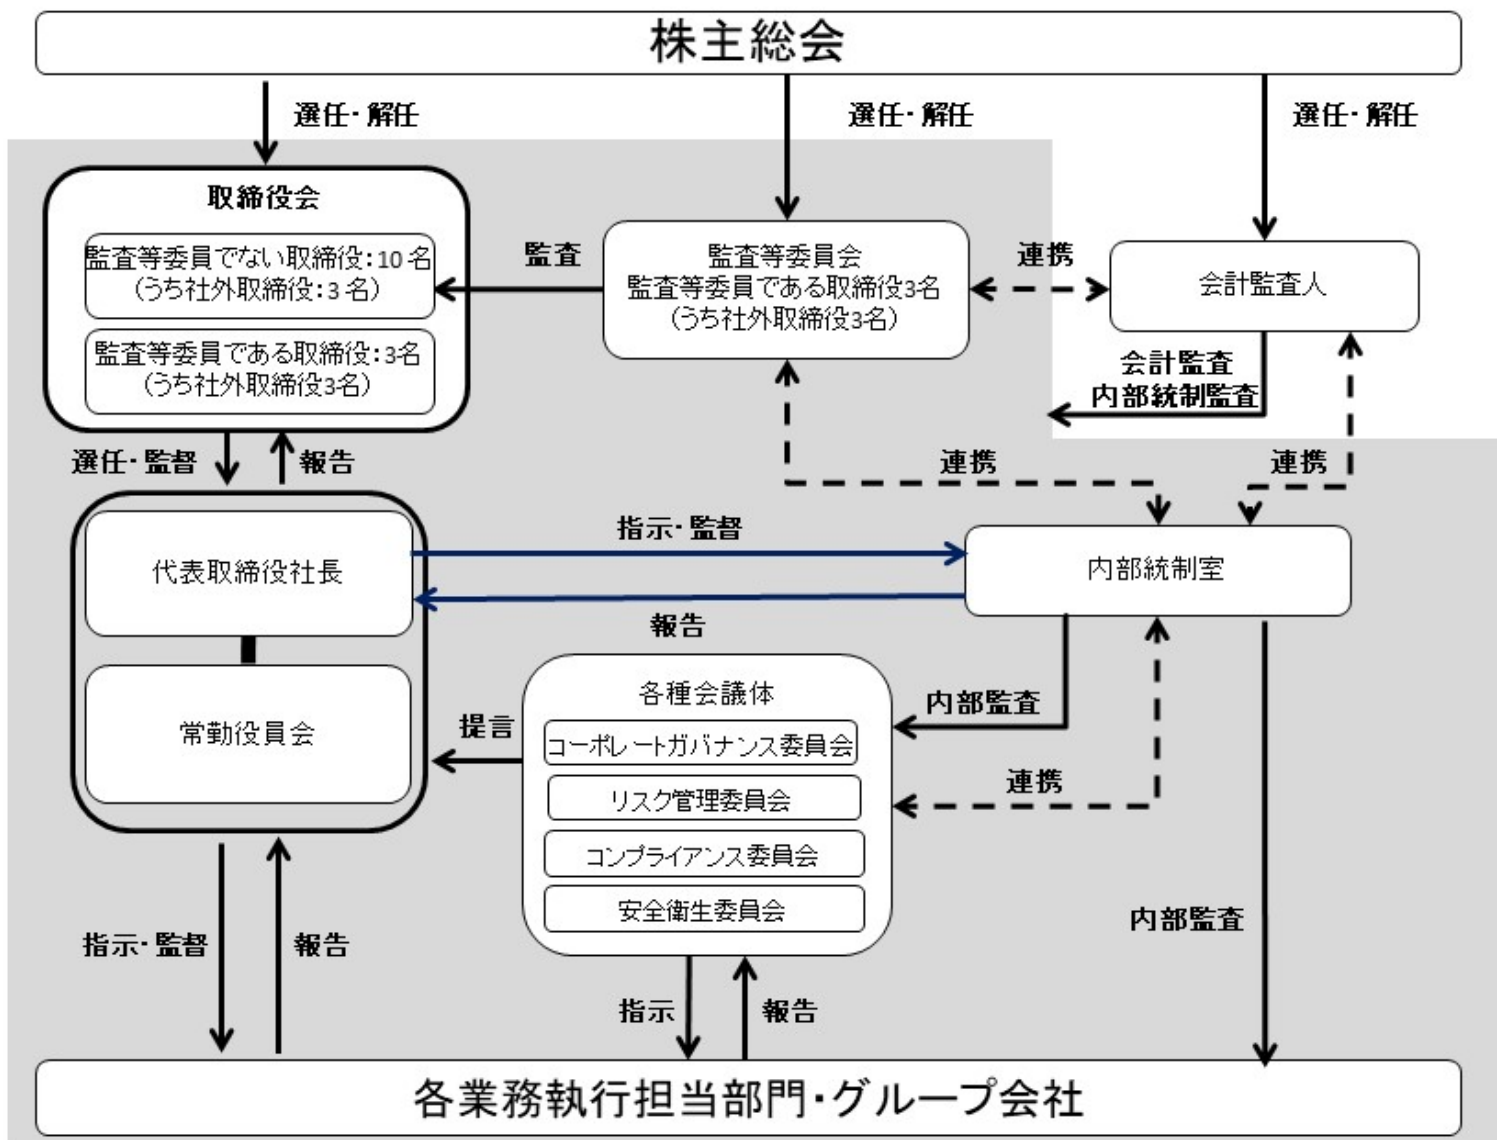 株主総会
選任・解任
選任・解任
選任・解任
取締役会
監査等委員でない取締役：10名
（うち社外取締役：3名）
監査等委員である取締役：3名
（うち社外取締役3名）
監査
監査等委員会
監査等委員である取締役3名
（うち社外取締役3名）
連携
会計監査人
会計監査
内部統制監査
選任・監督
報告
連携
連携
代表取締役社長
常勤役員会
指示・監督
報告
内部統制室
提言
各種会議体
コーポレートガバナンス委員会
リスク管理委員会
コンプライアンス委員会
安全衛生委員会
内部監査
連携
内部監査
指示・監督
報告
指示
報告
各業務執行担当部門・グループ会社